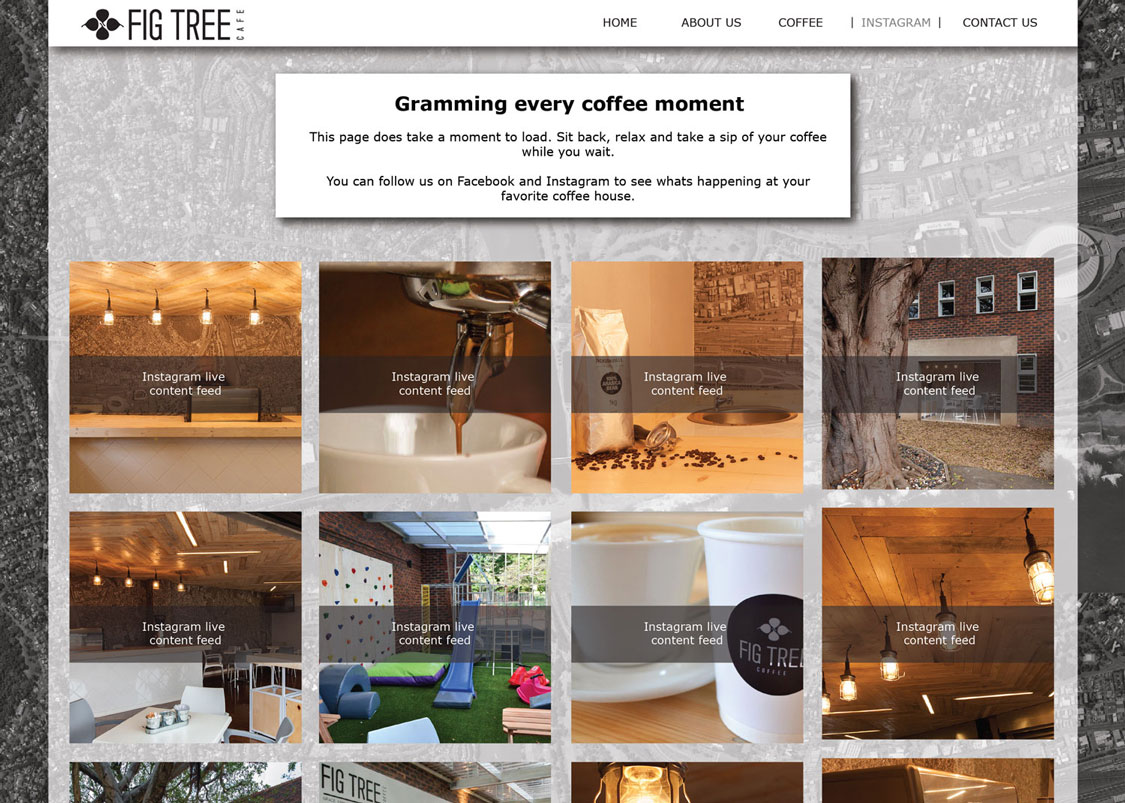 FIG TREE CAFE
HOME
ABOUT US
COFFEE
| INSTAGRAM |
CONTACT US
Gramming every coffee moment
This page does take a moment to load. Sit back, relax and take a sip of your coffee
while you wait.
You can follow us on Facebook and Instagram to see whats happening at your
favorite coffee house.
Instagram live
content feed
Instagram live
content feed
100%
ARABICA
Instagram live
content feed
Instagram live
content feed
Instagram live
content feed
Instagram live
content feed
Instagram live
content feed
FIG TREE
COFFEE
Instagram live
content feed
FIG TREE